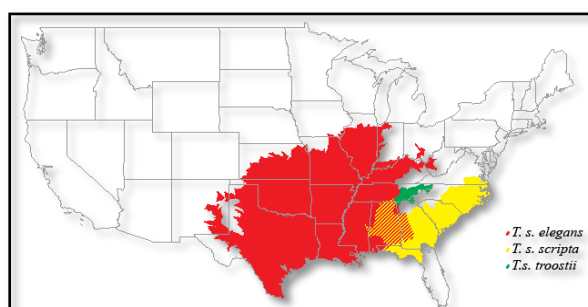 T. s. elegans
T. s. scripta
T.s. troostii